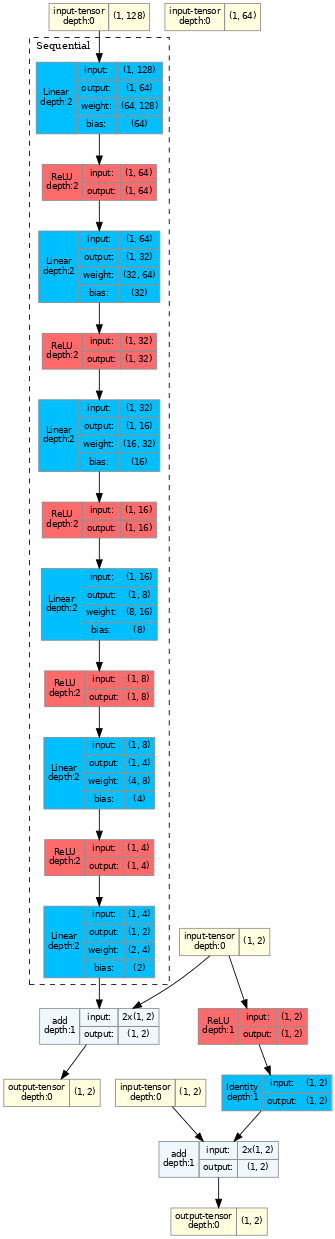 input-tensor
depth:0
(1, 128)
input-tensor
depth:0
(1, 64)
Sequential
Linear
depth:2
input:
(1, 128)
output:
(1, 64)
weight:
(64, 128)
bias:
(64)
ReLU
depth:2
input:
(1, 64)
output:
(1, 64)
Linear
depth:2
input:
(1, 64)
output:
(1, 32)
weight:
(32, 64)
bias:
(32)
ReLU
depth:2
input:
(1, 32)
output:
(1, 32)
Linear
depth:2
input:
(1, 32)
output:
(1, 16)
weight:
(16, 32)
bias:
(16)
ReLU
depth:2
input:
(1, 16)
output:
(1, 16)
Linear
depth:2
input:
(1, 16)
output:
(1, 8)
weight:
(8, 16)
bias:
(8)
ReLU
depth:2
input:
(1, 8)
output:
(1, 8)
Linear
depth:2
input:
(1, 8)
output:
(1, 4)
weight:
(4, 8)
bias:
(4)
ReLU
depth:2
input:
(1, 4)
output:
(1, 4)
Linear
depth:2
input:
(1, 4)
output:
(1, 2)
weight:
(2, 4)
bias:
(2)
input-tensor
depth:0
(1, 2)
add
depth:1
input:
2x(1, 2)
output:
(1, 2)
ReLU
depth:1
input:
(1, 2)
output:
(1, 2)
output-tensor
depth:0
(1, 2)
input-tensor
depth:0
(1, 2)
Identity
depth:1
input:
(1, 2)
output:
(1, 2)
add
depth:1
input:
2x(1, 2)
output:
(1, 2)
output-tensor
depth:0
(1, 2)